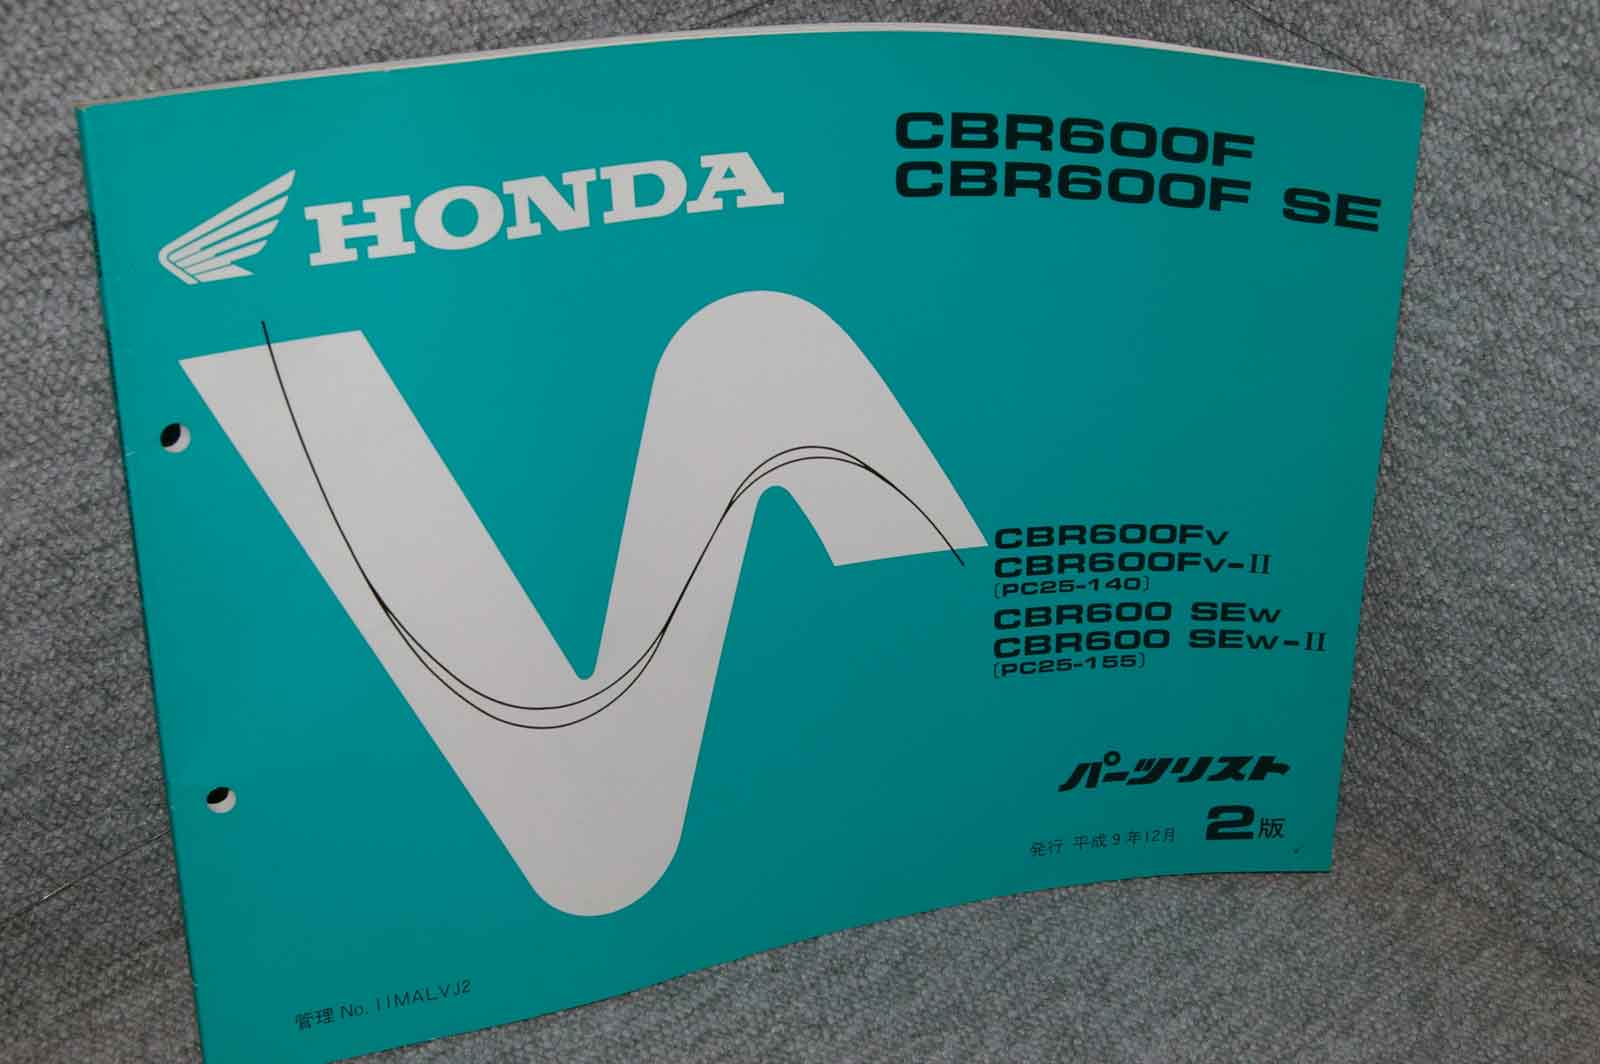 HONDA
CBR600F
CBR600F SE
CBR600FV
CBR600FV-II
(PC25-140)
CBR600 SEW
CBR600 SEW-II
(PC25-155)
パーツリスト
発行 平成9年12月 2版
管理 No. 11MALVJ2